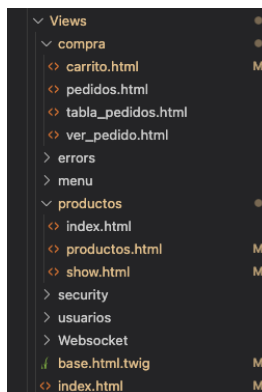 Views
compra
carrito.html M
pedidos.html
tabla_pedidos.html
ver_pedido.html
errors
menu
productos
index.html
productos.html M
show.html M
security
usuarios
Websocket
base.html.twig M
index.html M